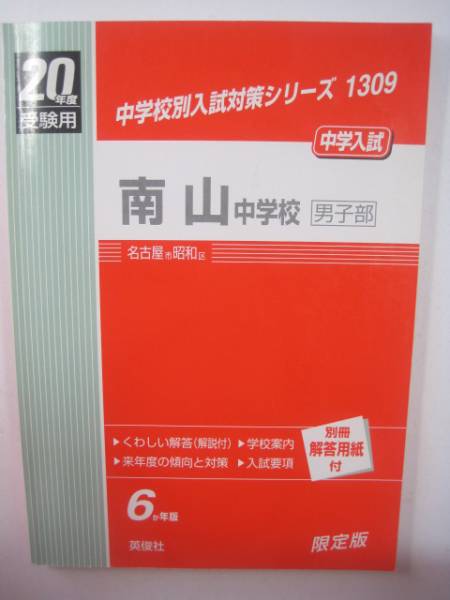 20年度
受験用
中学校別入試対策シリーズ 1309
中学入試
南山中学校 男子部
名古屋市昭和区
▶くわしい解答(解説付) ▶学校案内
▶来年度の傾向と対策 ▶入試要項
別冊
解答用紙
付
6か年版
英俊社
限定版